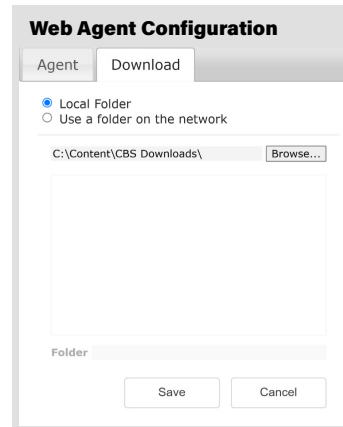 Web Agent Configuration
Agent
Download
Local Folder
Use a folder on the network
C:\Content\CBS Downloads\
Browse...
Folder
Save
Cancel